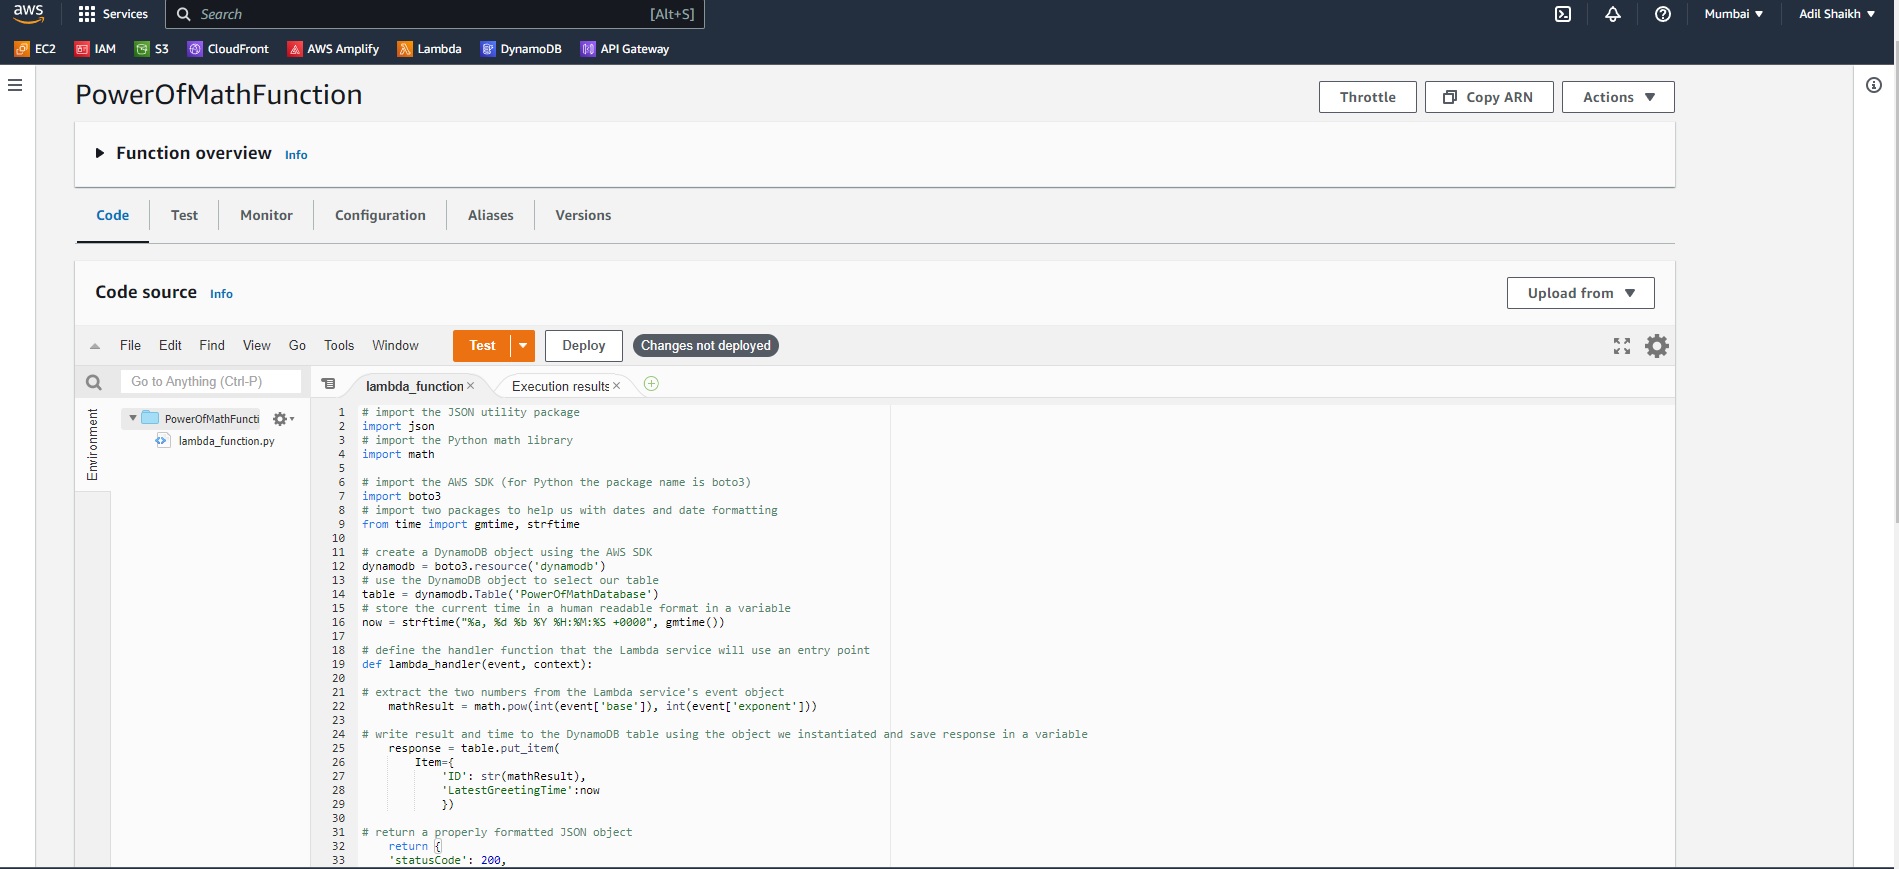 aws Services Search [Alt+S] Mumbai Adil Shaikh
EC2 IAM S3 CloudFront AWS Amplify Lambda DynamoDB API Gateway
PowerOfMathFunction Throttle Copy ARN Actions
Function overview Info
Code Test Monitor Configuration Aliases Versions
Code source Info Upload from
File Edit Find View Go Tools Window Test Deploy Changes not deployed
Go to Anything (Ctrl-P) lambda_function Execution results
Environment
PowerOfMathFuncti
lambda_function.py
1 # import the JSON utility package
2 import json
3 # import the Python math library
4 import math
5
6 # import the AWS SDK (for Python the package name is boto3)
7 import boto3
8 # import two packages to help us with dates and date formatting
9 from time import gmtime, strftime
10
11 # create a DynamoDB object using the AWS SDK
12 dynamodb = boto3.resource('dynamodb')
13 # use the DynamoDB object to select our table
14 table = dynamodb.Table('PowerOfMathDatabase')
15 # store the current time in a human readable format in a variable
16 now = strftime("%a, %d %b %Y %H:%M:%S +0000", gmtime())
17
18 # define the handler function that the Lambda service will use an entry point
19 def lambda_handler(event, context):
20
21 # extract the two numbers from the Lambda service's event object
22 mathResult = math.pow(int(event['base']), int(event['exponent']))
23
24 # write result and time to the DynamoDB table using the object we instantiated and save response in a variable
25 response = table.put_item(
26 Item={
27 'ID': str(mathResult),
28 'LatestGreetingTime':now
29 })
30
31 # return a properly formatted JSON object
32 return {
33 'statusCode': 200,